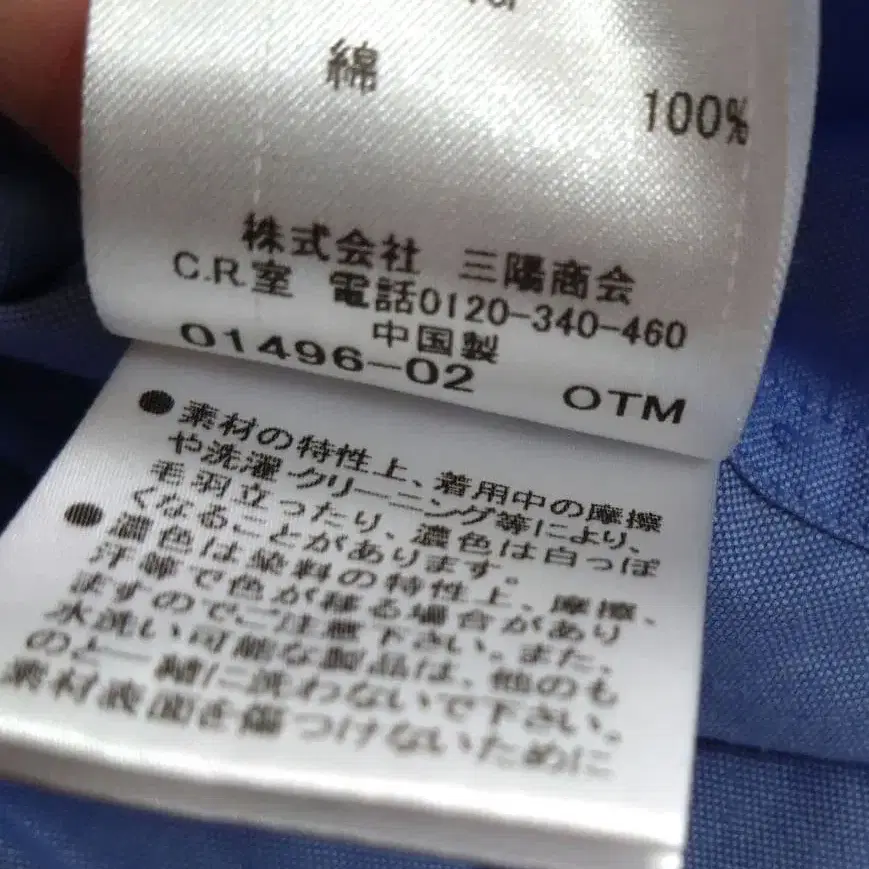 綿
100%
株式会社 三陽商会
C.R.室 電話0120-340-460
中国製
01496-02 OTM
●素材の特性上、着用中の摩擦
や洗濯・クリーニング等により、
毛羽立ったり、濃色は白っぽ
くなることがあります。
●濃色は染料の特性上、摩擦、
汗等で色が移る場合があり
ますのでご注意下さい。また、
水洗い可能な製品は、他のも
のと一緒に洗わないで下さい。
素材表面を傷つけないために